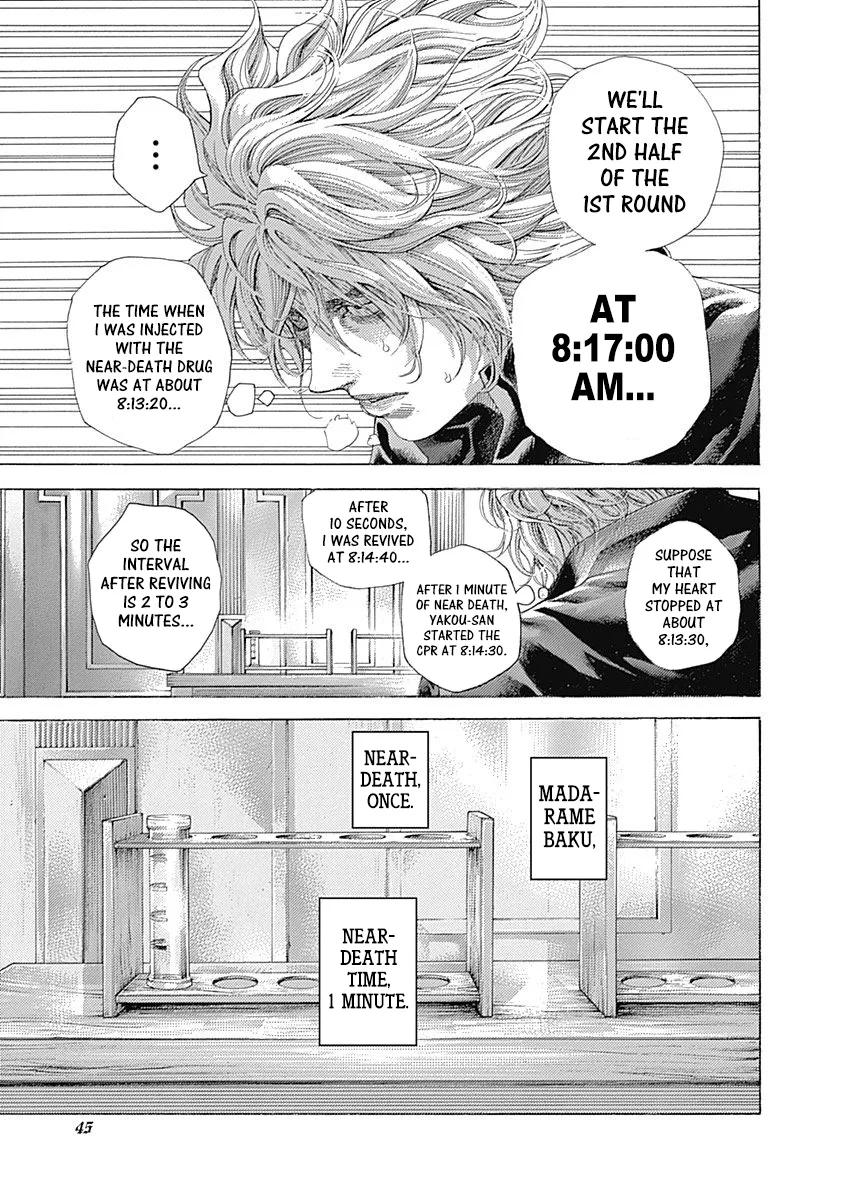 WE'LL
START THE
2ND HALF
OF THE
1ST ROUND
AT
8:17:00
AM...
...
THE TIME WHEN
I WAS INJECTED
WITH THE
NEAR-DEATH DRUG
WAS AT ABOUT
8:13:20...
SUPPOSE
THAT
MY HEART
STOPPED AT
ABOUT
8:13:30,
AFTER 1 MINUTE
OF NEAR DEATH,
YAKOU-SAN
STARTED THE
CPR AT 8:14:30.
AFTER
10 SECONDS,
I WAS REVIVED
AT 8:14:40...
SO THE
INTERVAL
AFTER REVIVING
IS 2 TO 3
MINUTES...
MADA-
RAME
BAKU,
NEAR-
DEATH,
ONCE.
NEAR-
DEATH
TIME,
1 MINUTE.
45